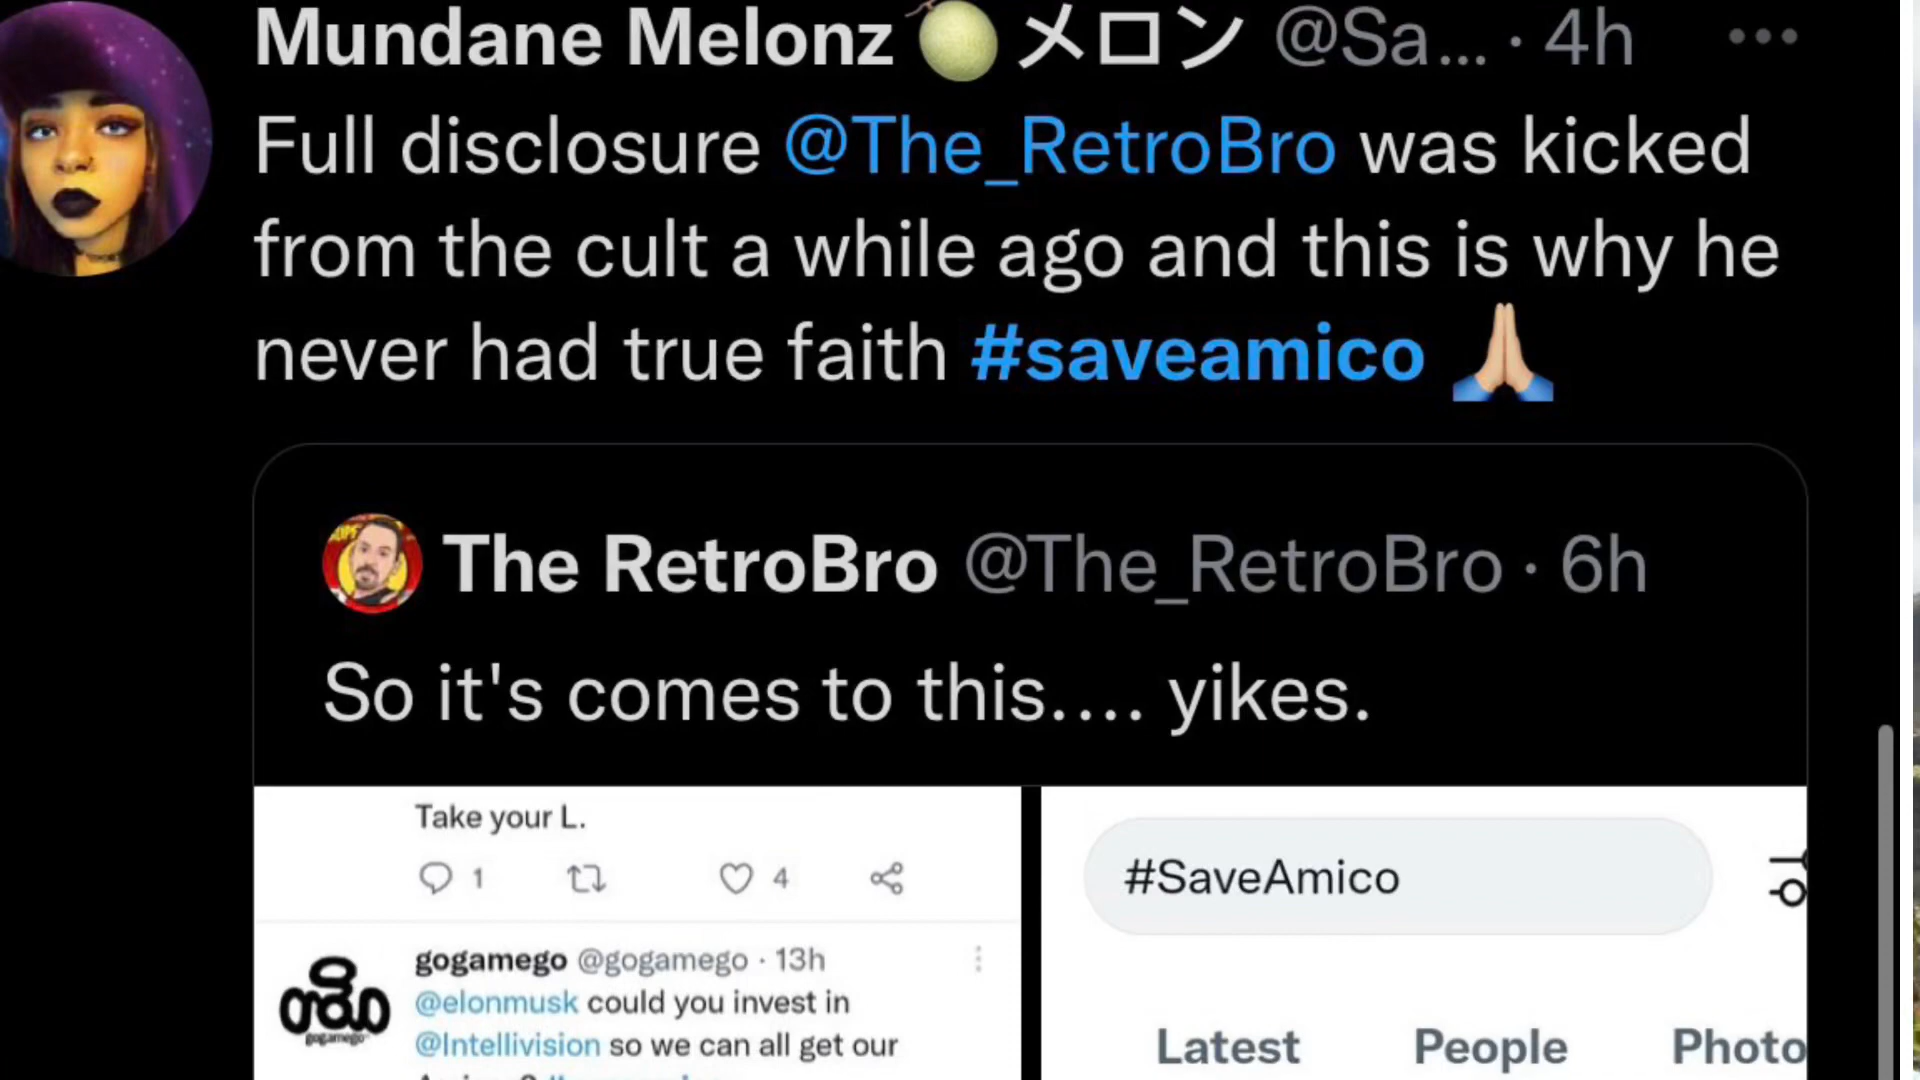 Mundane Melonz 🍈メロン @Sa... · 4h
Full disclosure @The_RetroBro was kicked
from the cult a while ago and this is why he
never had true faith #saveamico 🙏🏼
The RetroBro @The_RetroBro · 6h
So it's comes to this.... yikes.
Take your L.
1 4
gogamego @gogamego · 13h
@elonmusk could you invest in
@Intellivision so we can all get our
gogamego
#SaveAmico
Latest People Photo